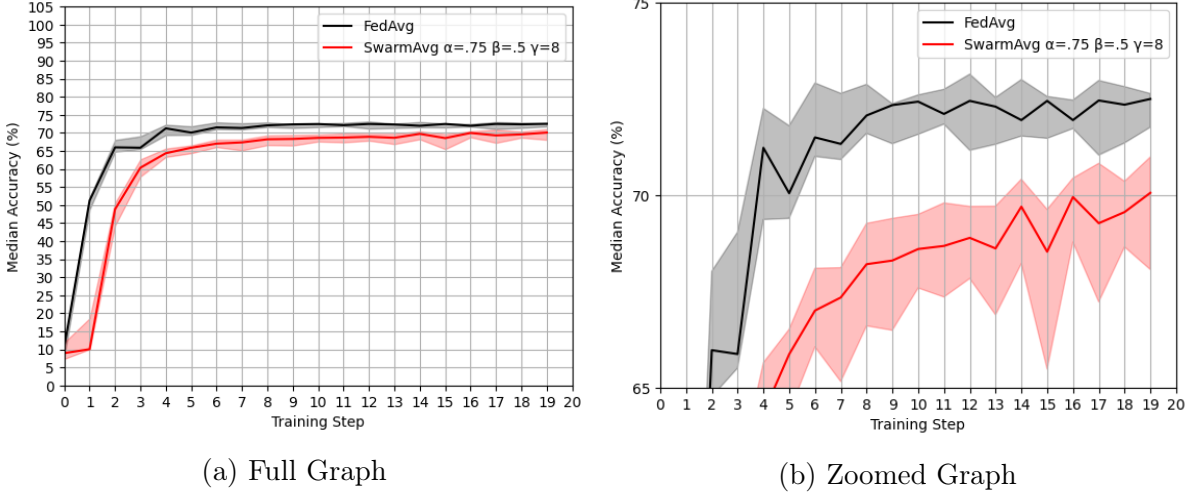 105
100
95
90
85
80
75
70
65
60
55
50
45
40
35
30
25
20
15
10
5
0
Median Accuracy (%)
FedAvg
SwarmAvg α=.75 β=.5 γ=8
0 1 2 3 4 5 6 7 8 9 10 11 12 13 14 15 16 17 18 19 20
Training Step
(a) Full Graph
75
70
65
Median Accuracy (%)
FedAvg
SwarmAvg α=.75 β=.5 γ=8
0 1 2 3 4 5 6 7 8 9 10 11 12 13 14 15 16 17 18 19 20
Training Step
(b) Zoomed Graph